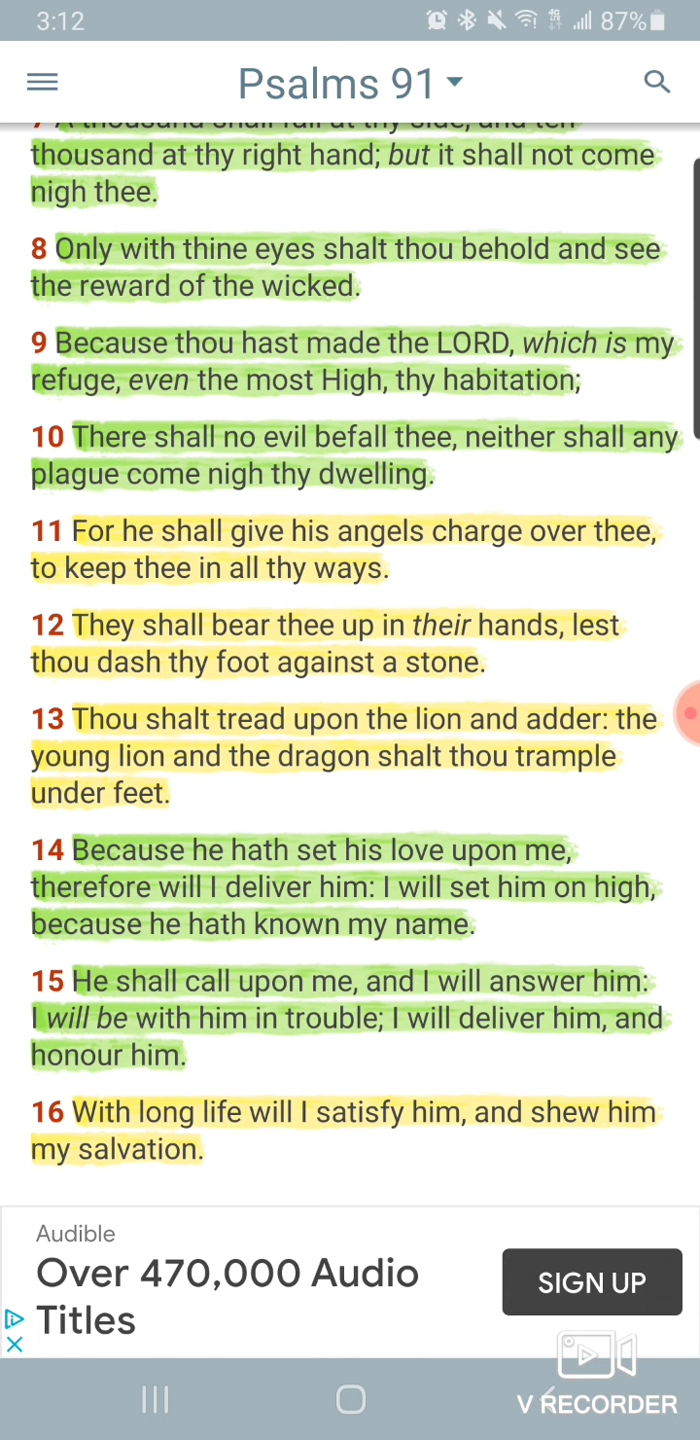 3:12 87%
Psalms 91
7 A thousand shall fall at thy side, and ten
thousand at thy right hand; but it shall not come
nigh thee.
8 Only with thine eyes shalt thou behold and see
the reward of the wicked.
9 Because thou hast made the LORD, which is my
refuge, even the most High, thy habitation;
10 There shall no evil befall thee, neither shall any
plague come nigh thy dwelling.
11 For he shall give his angels charge over thee,
to keep thee in all thy ways.
12 They shall bear thee up in their hands, lest
thou dash thy foot against a stone.
13 Thou shalt tread upon the lion and adder: the
young lion and the dragon shalt thou trample
under feet.
14 Because he hath set his love upon me,
therefore will I deliver him: I will set him on high,
because he hath known my name.
15 He shall call upon me, and I will answer him:
I will be with him in trouble; I will deliver him, and
honour him.
16 With long life will I satisfy him, and shew him
my salvation.
Audible
Over 470,000 Audio
Titles
SIGN UP
V RECORDER